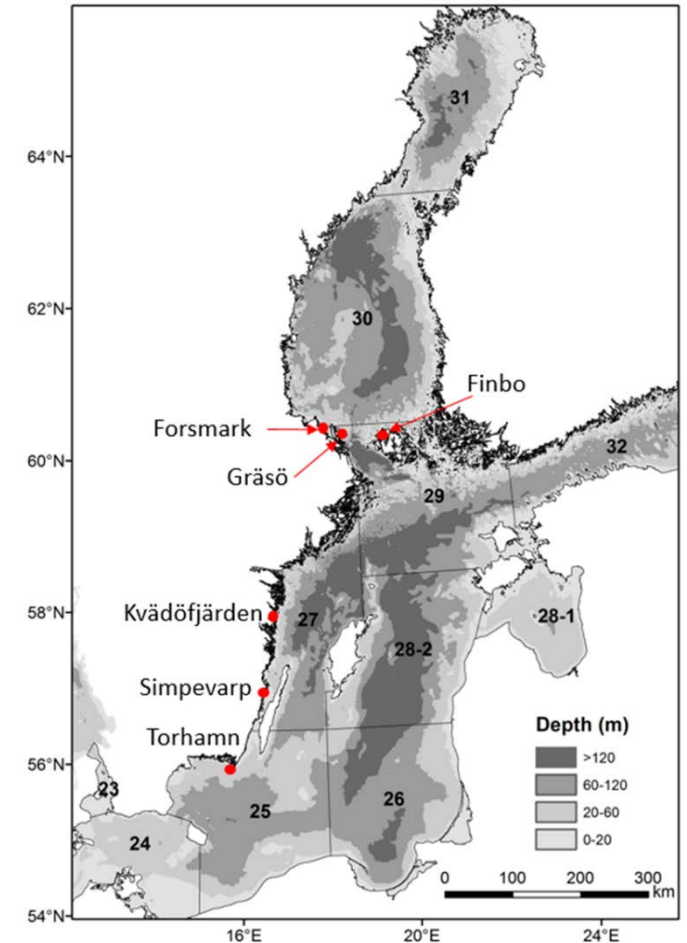 31
64°N
62°N
30
Finbo
Forsmark
60°N
32
Gräsö
29
58°N
Kvädöfjärden
27
28-1
28-2
Simpevarp
Depth (m)
Torhamn
>120
56°N
23
60-120
25
26
20-60
24
0-20
0 100 200 300
km
54°N
16°E 20°E 24°E